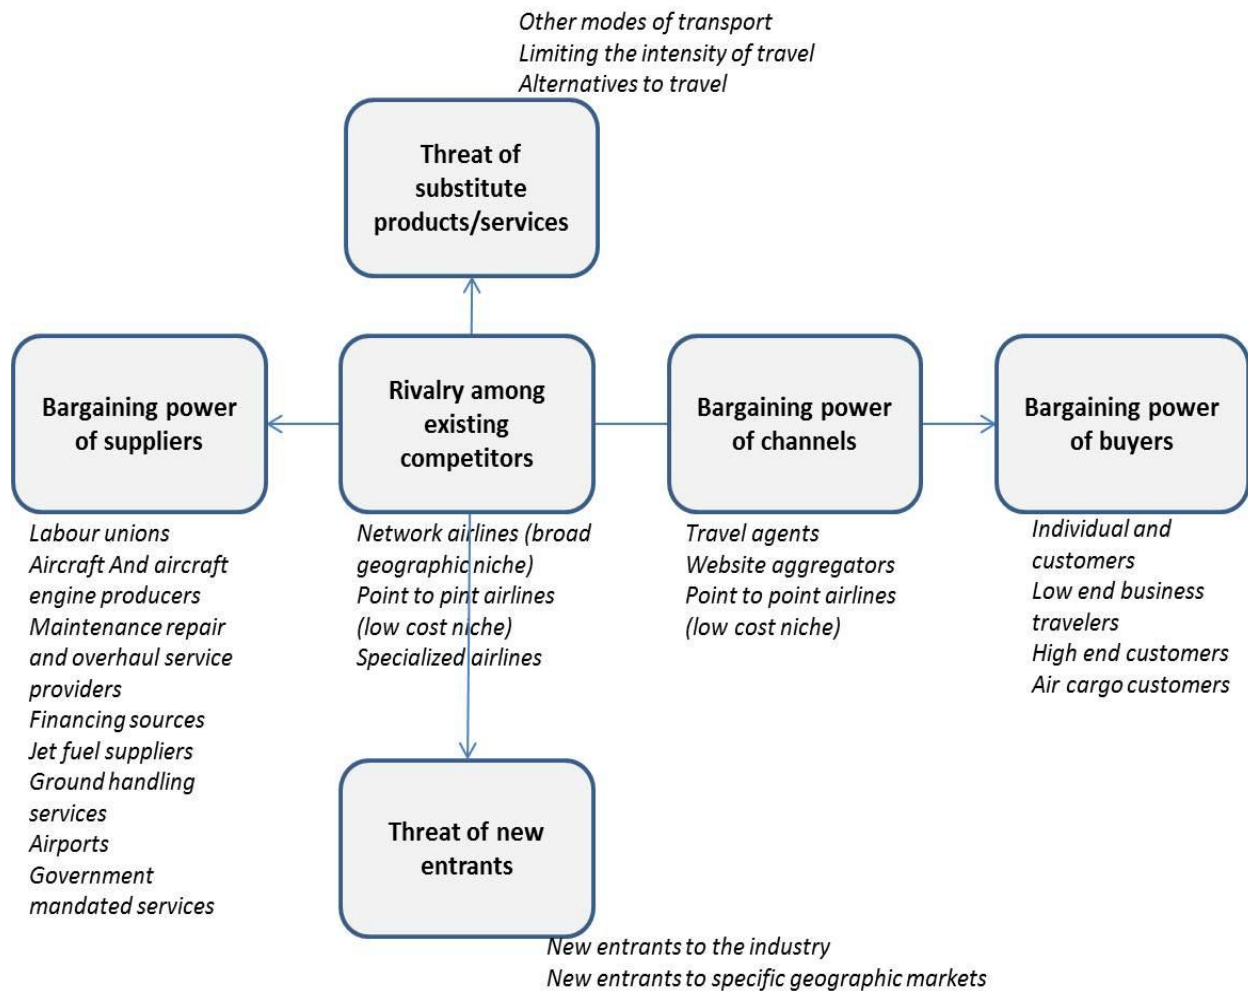 Other modes of transport
Limiting the intensity of travel
Alternatives to travel
Threat of
substitute
products/services
Bargaining power
of suppliers
Rivalry among
existing
competitors
Bargaining power
of channels
Bargaining power
of buyers
Labour unions
Aircraft And aircraft
engine producers
Maintenance repair
and overhaul service
providers
Financing sources
Jet fuel suppliers
Ground handling
services
Airports
Government
mandated services
Network airlines (broad
geographic niche)
Point to pint airlines
(low cost niche)
Specialized airlines
Travel agents
Website aggregators
Point to point airlines
(low cost niche)
Individual and
customers
Low end business
travelers
High end customers
Air cargo customers
Threat of new
entrants
New entrants to the industry
New entrants to specific geographic markets